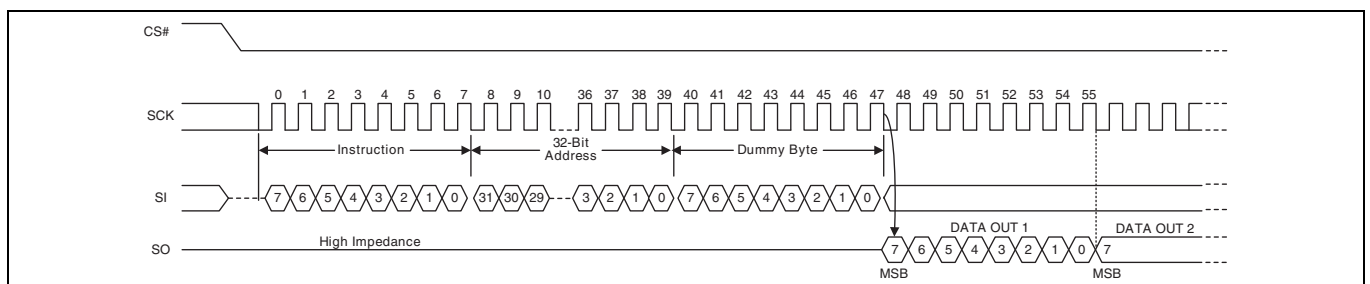 CS#
SCK
0 1 2 3 4 5 6 7 8 9 10 36 37 38 39 40 41 42 43 44 45 46 47 48 49 50 51 52 53 54 55
Instruction
32-Bit
Address
Dummy Byte
SI
7 6 5 4 3 2 1 0 31 30 29 3 2 1 0 7 6 5 4 3 2 1 0
DATA OUT 1
DATA OUT 2
SO
High Impedance
7 6 5 4 3 2 1 0 7
MSB
MSB